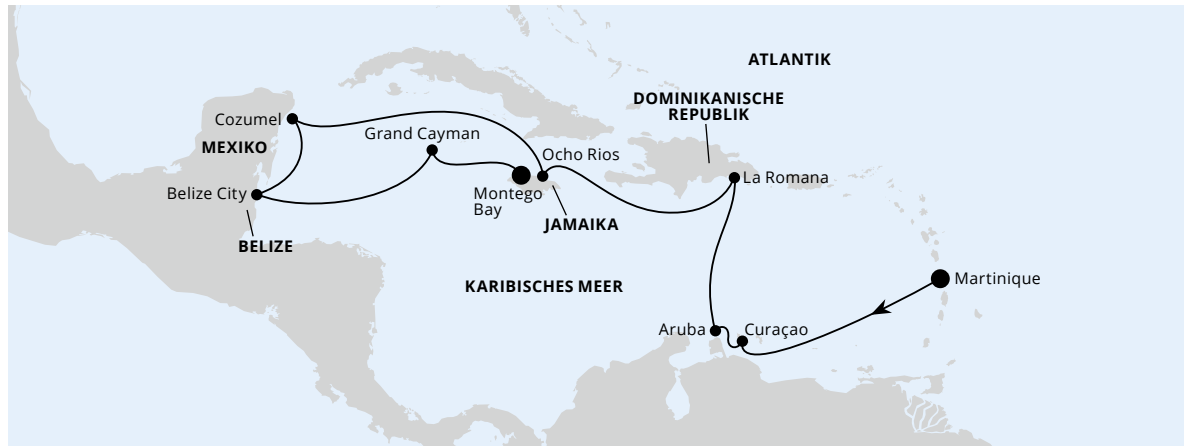 ATLANTIK
DOMINIKANISCHE
REPUBLIK
Cozumel
Grand Cayman
MEXIKO
Ocho Rios
La Romana
Belize City
Montego
Bay
JAMAIKA
BELIZE
KARIBISCHES MEER
Martinique
Aruba
Curaçao